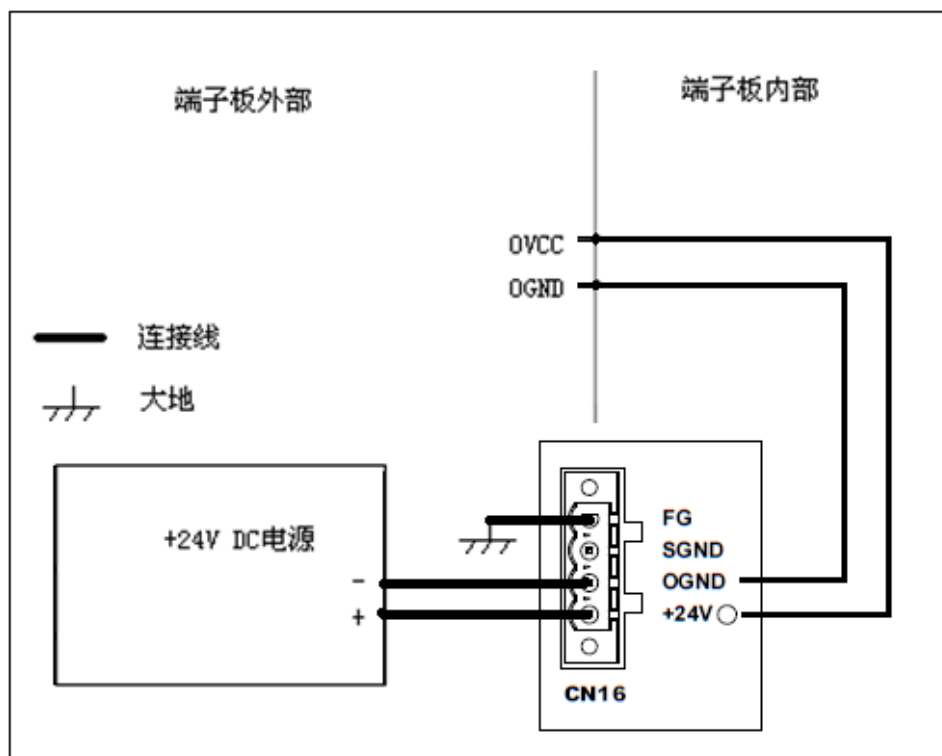 端子板外部
端子板内部
OVCC
OGND
连接线
大地
+24V DC电源
-
+
FG
SGND
OGND
+24V
CN16